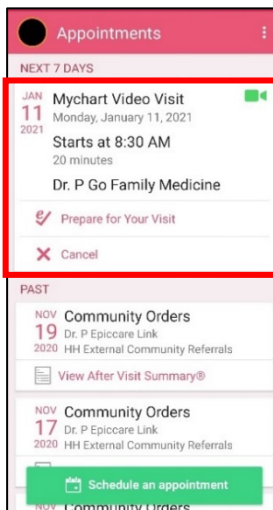 Appointments
NEXT 7 DAYS
JAN
11
2021
Mychart Video Visit
Monday, January 11, 2021
Starts at 8:30 AM
20 minutes
Dr. P Go Family Medicine
Prepare for Your Visit
Cancel
PAST
NOV
19
2020
Community Orders
Dr. P Epiccare Link
HH External Community Referrals
View After Visit Summary®
NOV
17
2020
Community Orders
Dr. P Epiccare Link
HH External Community Referrals
Schedule an appointment
NOV Community Orders